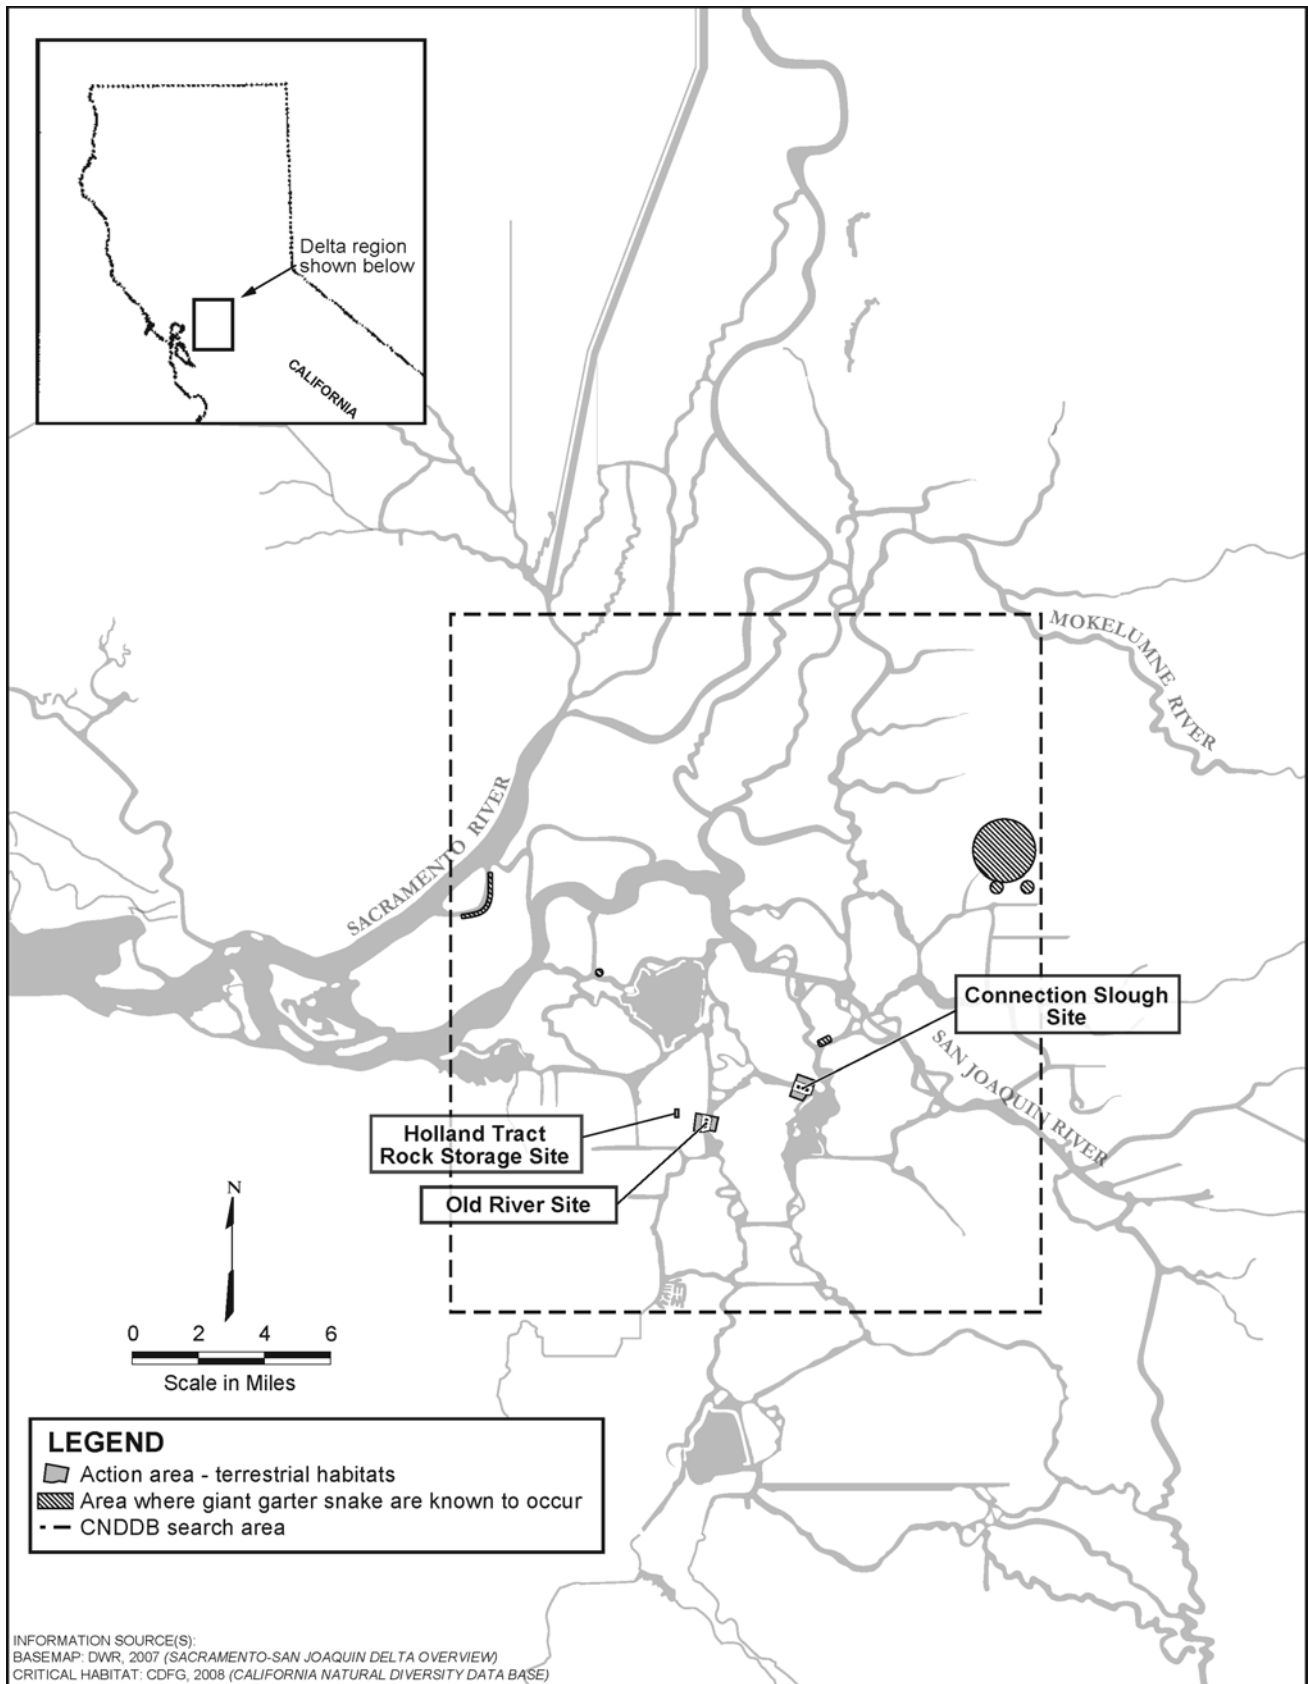 Delta region
shown below
CALIFORNIA
MOKELUMNE RIVER
SACRAMENTO RIVER
Connection Slough
Site
SAN JOAQUIN RIVER
Holland Tract
Rock Storage Site
Old River Site
N
0 2 4 6
Scale in Miles
LEGEND
Action area - terrestrial habitats
Area where giant garter snake are known to occur
CNDDB search area
INFORMATION SOURCE(S):
BASEMAP: DWR, 2007 (SACRAMENTO-SAN JOAQUIN DELTA OVERVIEW)
CRITICAL HABITAT: CDFG, 2008 (CALIFORNIA NATURAL DIVERSITY DATA BASE)